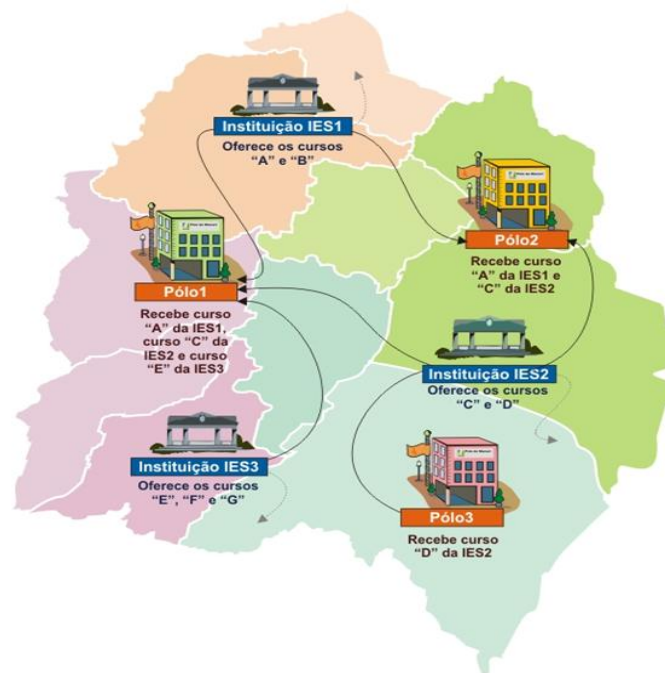 Instituição IES1
Oferece os cursos
“A” e “B”
Pólo2
Recebe curso
“A” da IES1 e
“C” da IES2
Pólo1
Recebe curso
“A” da IES1,
curso “C” da
IES2 e curso
“E” da IES3
Instituição IES2
Oferece os cursos
“C” e “D”
Instituição IES3
Oferece os cursos
“E”, “F” e “G”
Pólo3
Recebe curso
“D” da IES2